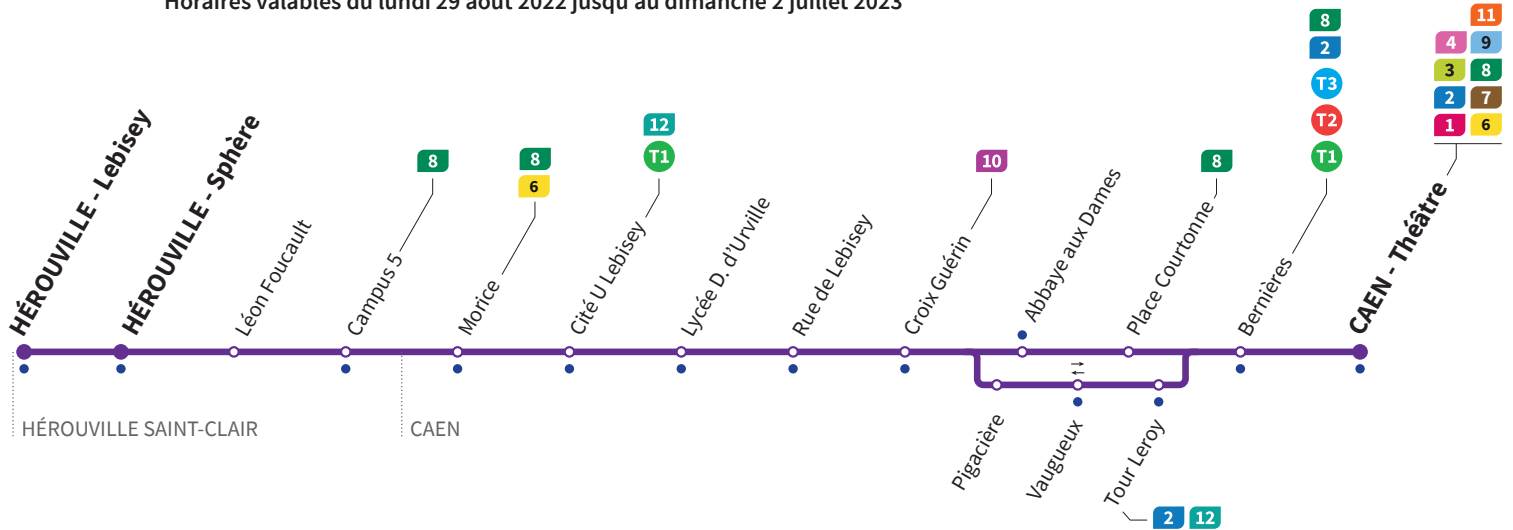 Horaires valables du lundi 29 août 2022 jusqu'au dimanche 2 juillet 2023
HÉROUVILLE - Lebisey
HÉROUVILLE - Sphère
Léon Foucault
Campus 5
8
Morice
8
6
Cité U Lebisey
12
T1
Lycée D. d'Urville
Rue de Lebisey
Croix Guérin
10
Abbaye aux Dames
Place Courtonne
8
Bernières
8
2
T3
T2
T1
CAEN - Théâtre
11
4 9
3 8
2 7
1 6
Pigacière
Vaugueux
Tour Leroy
2 12
HÉROUVILLE SAINT-CLAIR
CAEN